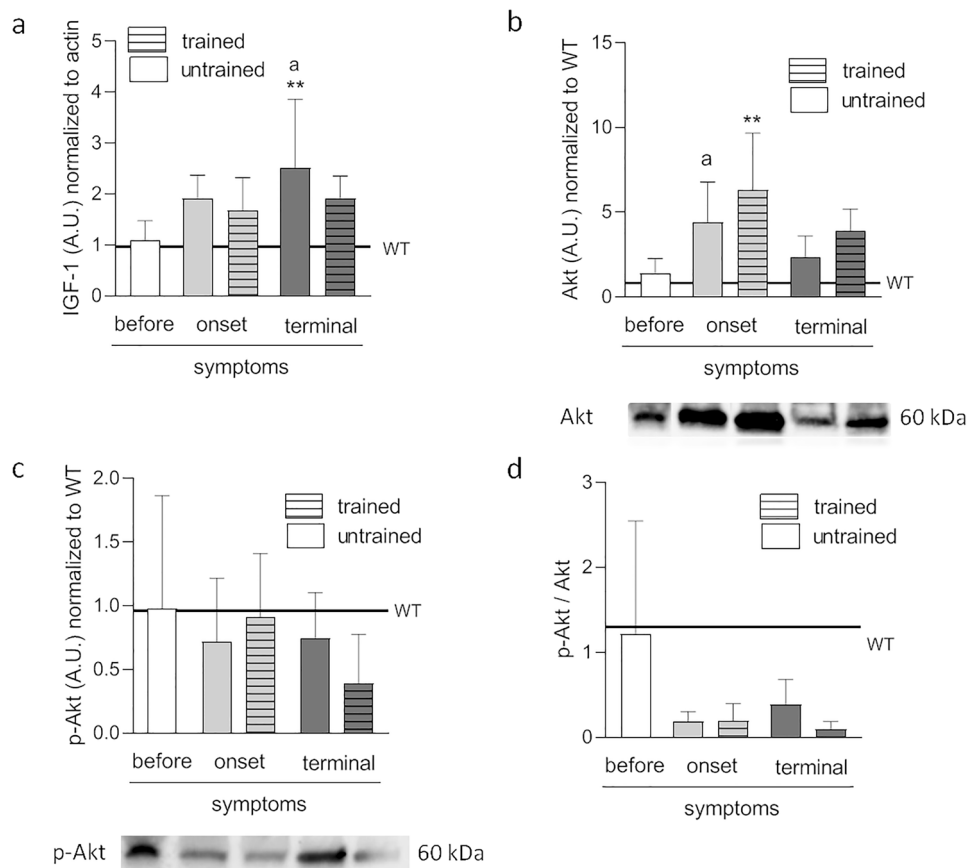 a
IGF-1 (A.U.) normalized to actin
5
4
3
2
1
0
trained
untrained
a
**
WT
before onset terminal
symptoms
b
Akt (A.U.) normalized to WT
15
10
5
0
trained
untrained
a
**
WT
before onset terminal
symptoms
Akt 60 kDa
c
p-Akt (A.U.) normalized to WT
2.0
1.5
1.0
0.5
0.0
trained
untrained
WT
before onset terminal
symptoms
p-Akt 60 kDa
d
p-Akt / Akt
3
2
1
0
trained
untrained
WT
before onset terminal
symptoms